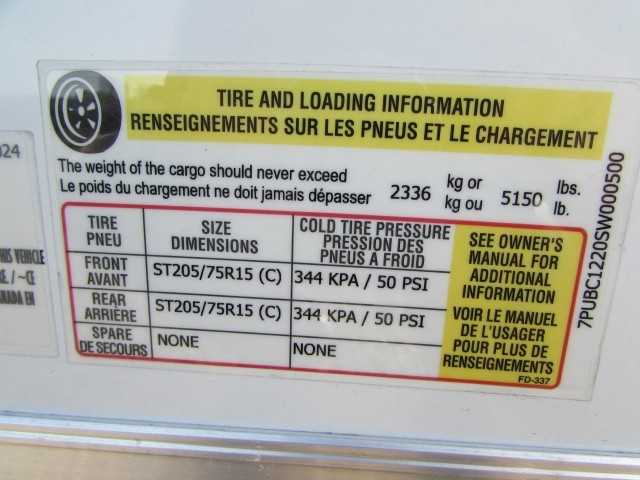 TIRE AND LOADING INFORMATION
RENSEIGNEMENTS SUR LES PNEUS ET LE CHARGEMENT
The weight of the cargo should never exceed
Le poids du chargement ne doit jamais dépasser
2336 kg or 5150 lbs.
kg ou lb.
TIRE
PNEU
SIZE
DIMENSIONS
COLD TIRE PRESSURE
PRESSION DES
PNEUS A FROID
FRONT
AVANT
ST205/75R15 (C)
344 KPA / 50 PSI
REAR
ARRIÈRE
ST205/75R15 (C)
344 KPA / 50 PSI
SPARE
DE SECOURS
NONE
NONE
SEE OWNER'S
MANUAL FOR
ADDITIONAL
INFORMATION
VOIR LE MANUEL
DE L'USAGER
POUR PLUS DE
RENSEIGNEMENTS
FD-337
7PUBC1220SW000500
024
VEHICLE
/ ~CE
EN